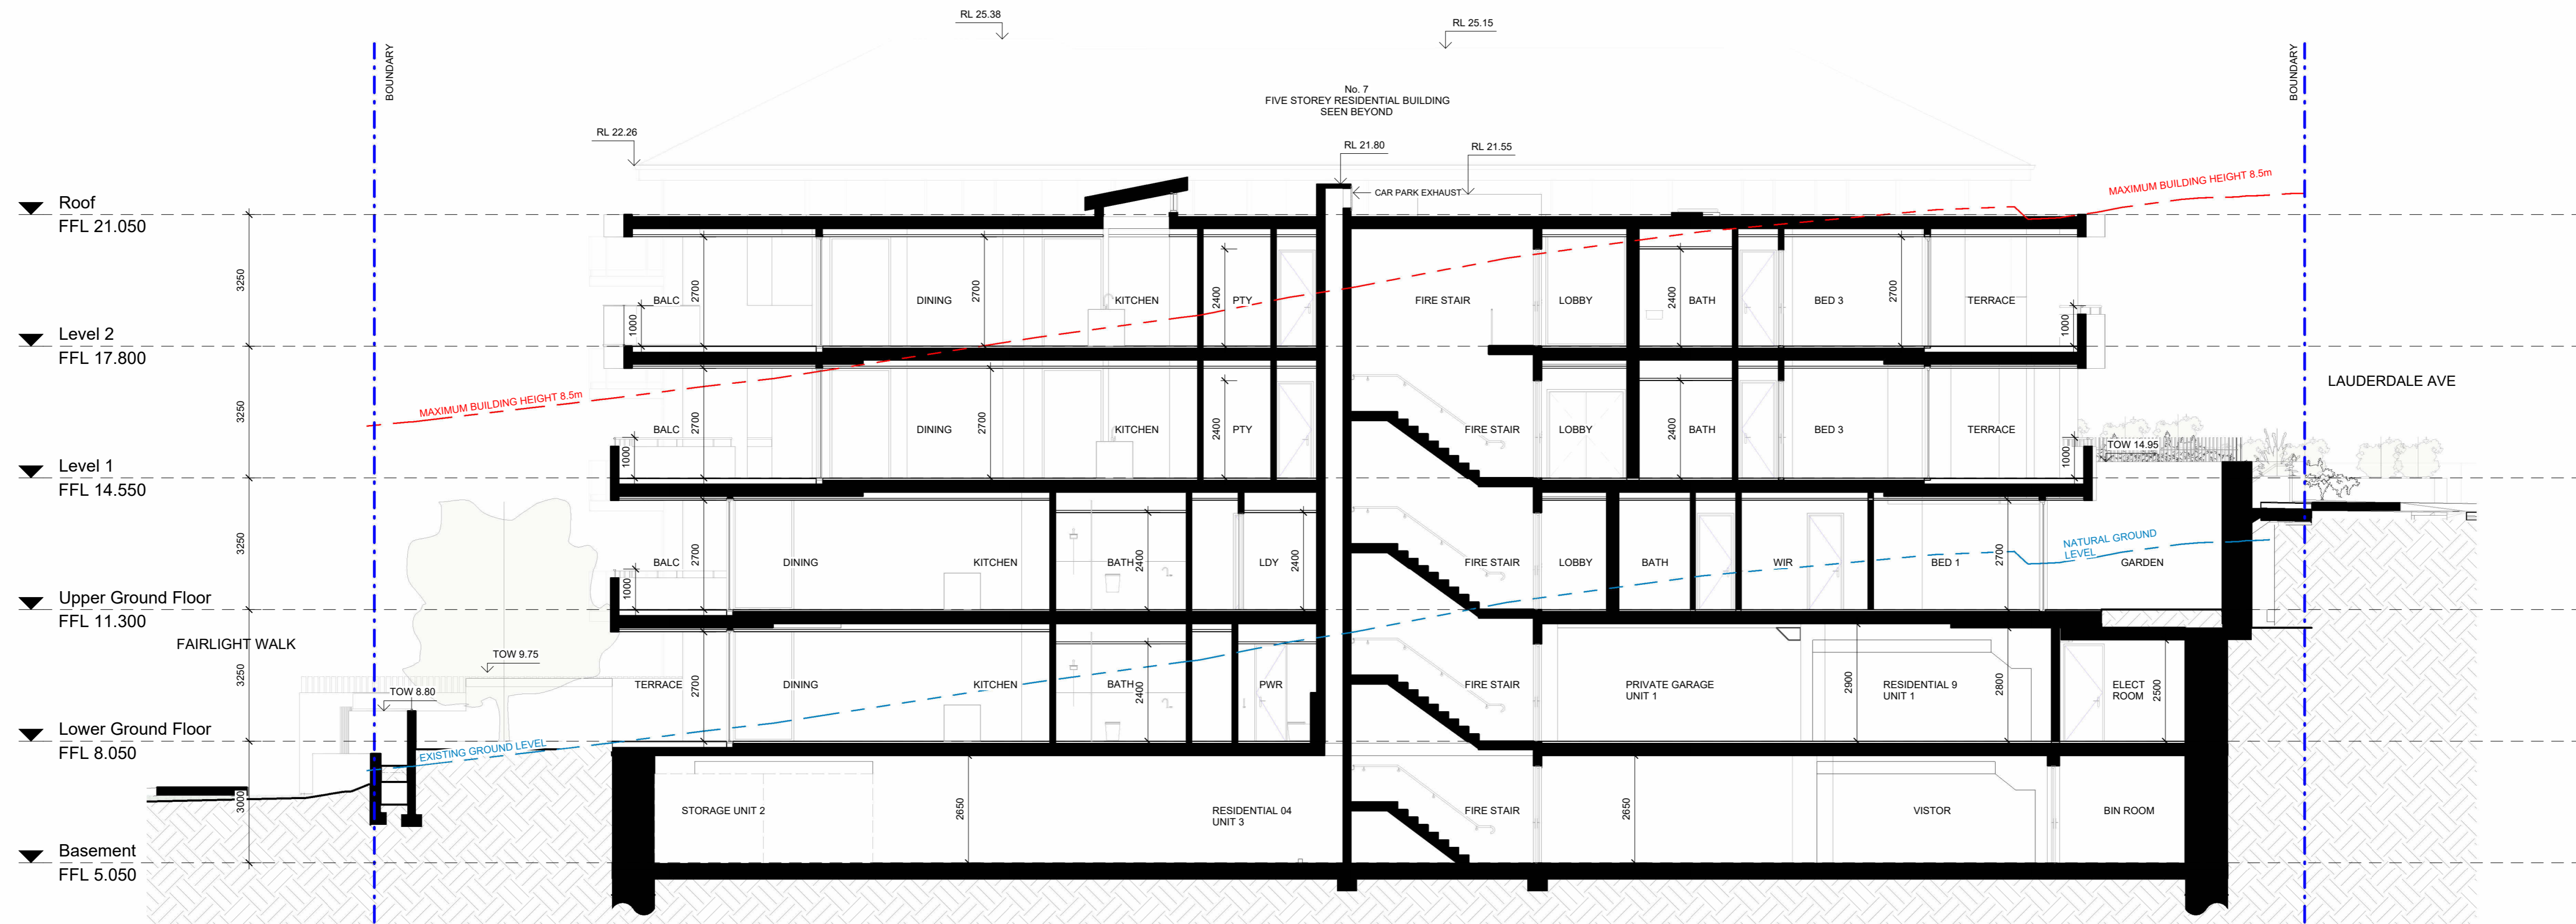 RL 25.38
RL 25.15
BOUNDARY
BOUNDARY
No. 7
FIVE STOREY RESIDENTIAL BUILDING
SEEN BEYOND
RL 22.26
RL 21.80
RL 21.55
CAR PARK EXHAUST
MAXIMUM BUILDING HEIGHT 8.5m
Roof
FFL 21.050
3250
BALC
2700
1000
DINING
2700
KITCHEN
2400
PTY
FIRE STAIR
LOBBY
2400
BATH
BED 3
2700
TERRACE
1000
Level 2
FFL 17.800
MAXIMUM BUILDING HEIGHT 8.5m
3250
BALC
2700
1000
DINING
2700
KITCHEN
2400
PTY
FIRE STAIR
LOBBY
2400
BATH
BED 3
TERRACE
1000
TOW 14.95
LAUDERDALE AVE
Level 1
FFL 14.550
3250
BALC
2700
1000
DINING
KITCHEN
BATH
2400
LDY
2400
FIRE STAIR
LOBBY
BATH
WIR
BED 1
2700
NATURAL GROUND
LEVEL
GARDEN
Upper Ground Floor
FFL 11.300
FAIRLIGHT WALK
3250
TOW 9.75
TOW 8.80
TERRACE
2700
DINING
KITCHEN
BATH
2400
PWR
FIRE STAIR
PRIVATE GARAGE
UNIT 1
2900
RESIDENTIAL 9
UNIT 1
2800
ELECT
ROOM
2500
Lower Ground Floor
FFL 8.050
EXISTING GROUND LEVEL
3000
STORAGE UNIT 2
2650
RESIDENTIAL 04
UNIT 3
FIRE STAIR
2650
VISTOR
BIN ROOM
Basement
FFL 5.050